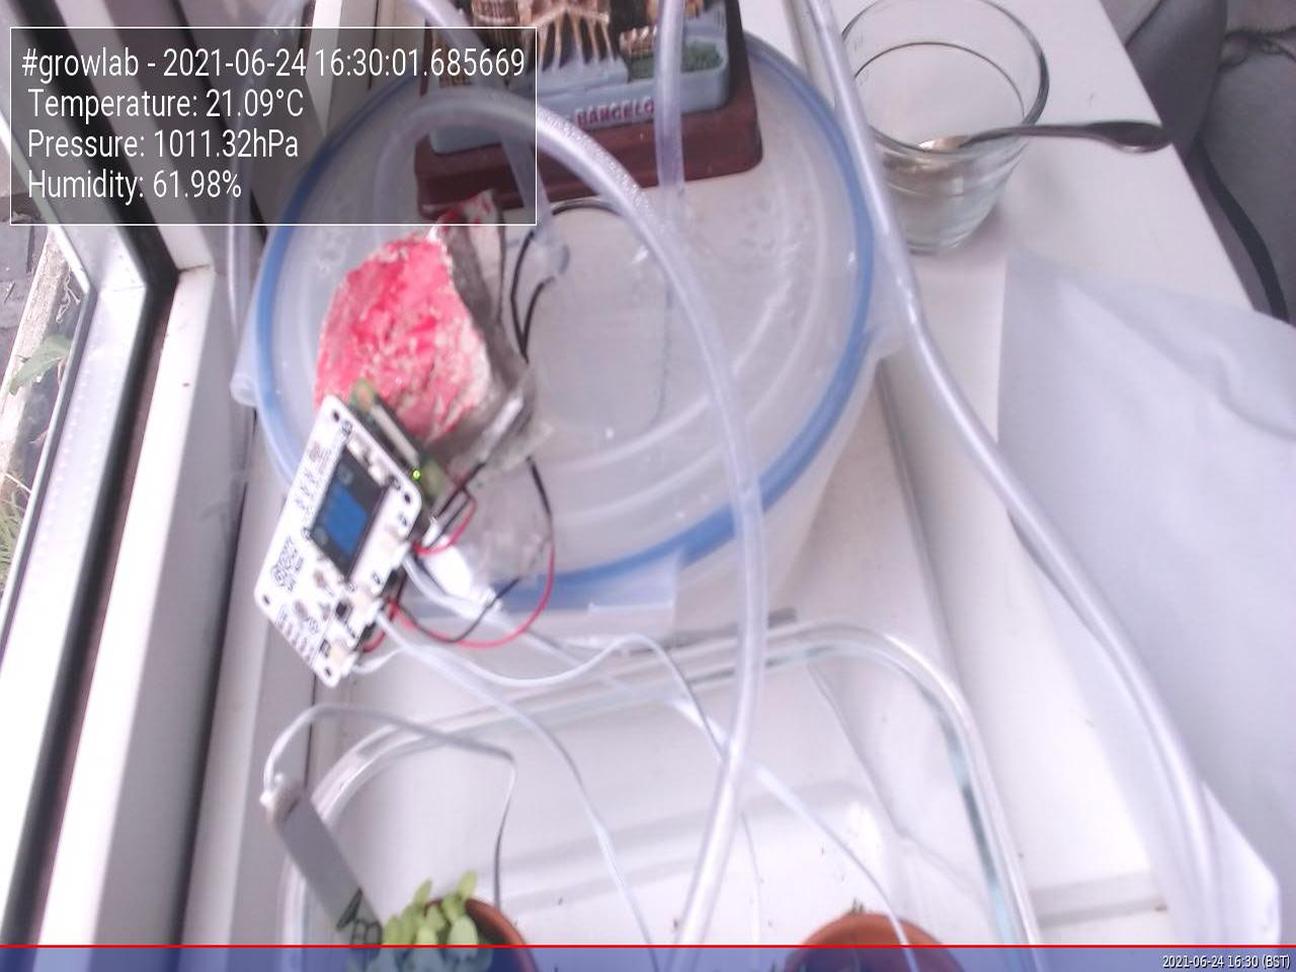 #growlab - 2021-06-24 16:30:01.685669
Temperature: 21.09°C
Pressure: 1011.32hPa
Humidity: 61.98%
BARCELO
2021-06-24 16:30 (BST)